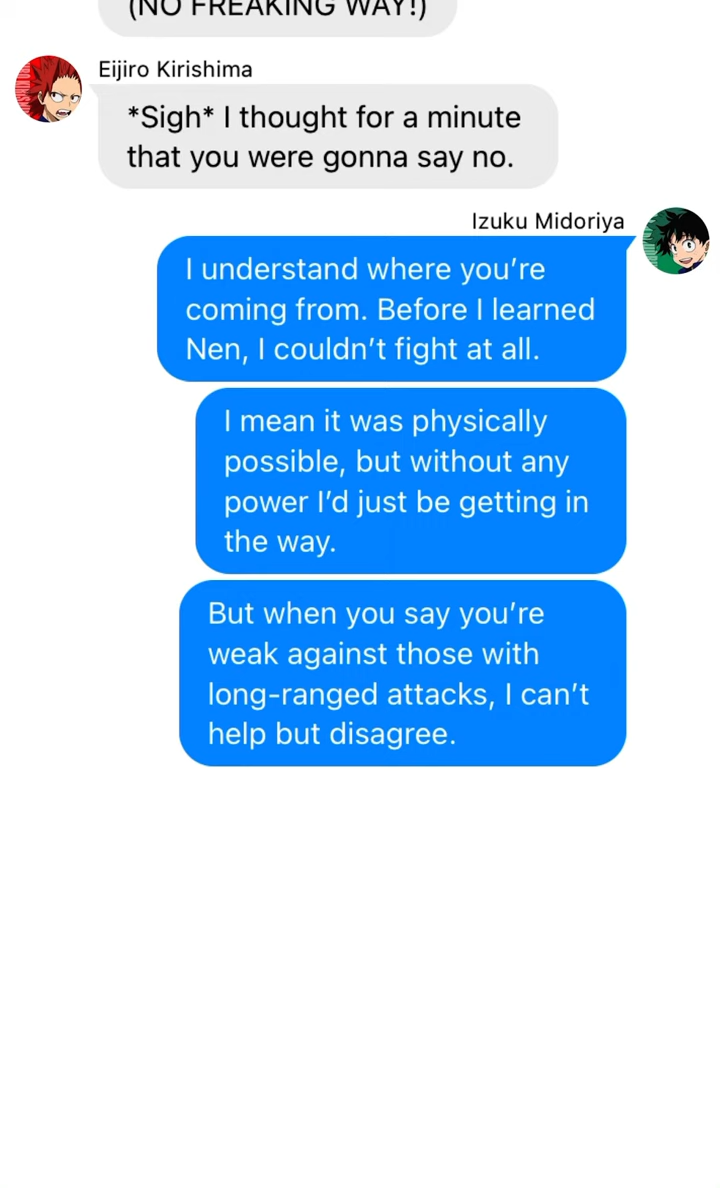 (NO FREAKING WAY!)
Eijiro Kirishima
*Sigh* I thought for a minute
that you were gonna say no.
Izuku Midoriya
I understand where you’re
coming from. Before I learned
Nen, I couldn’t fight at all.
I mean it was physically
possible, but without any
power I’d just be getting in
the way.
But when you say you’re
weak against those with
long-ranged attacks, I can’t
help but disagree.